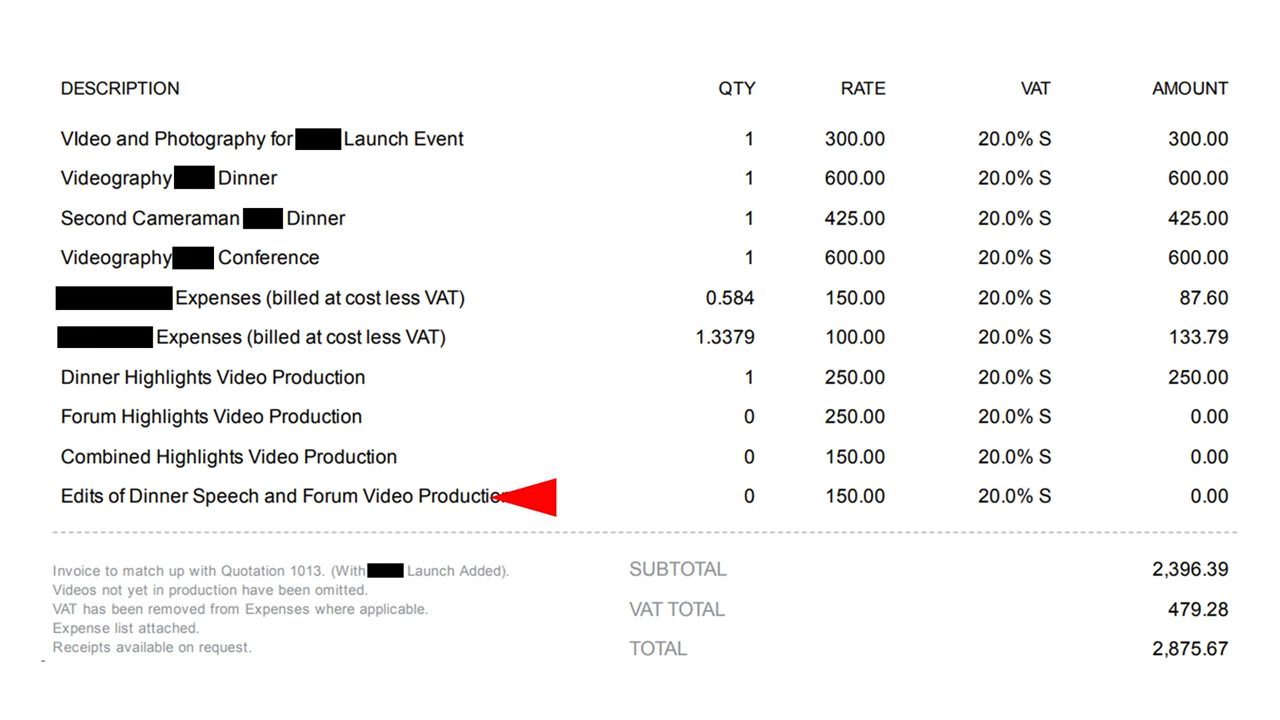 DESCRIPTION QTY RATE VAT AMOUNT
VIdeo and Photography for Launch Event 1 300.00 20.0% S 300.00
Videography Dinner 1 600.00 20.0% S 600.00
Second Cameraman Dinner 1 425.00 20.0% S 425.00
Videography Conference 1 600.00 20.0% S 600.00
Expenses (billed at cost less VAT) 0.584 150.00 20.0% S 87.60
Expenses (billed at cost less VAT) 1.3379 100.00 20.0% S 133.79
Dinner Highlights Video Production 1 250.00 20.0% S 250.00
Forum Highlights Video Production 0 250.00 20.0% S 0.00
Combined Highlights Video Production 0 150.00 20.0% S 0.00
Edits of Dinner Speech and Forum Video Production 0 150.00 20.0% S 0.00
Invoice to match up with Quotation 1013. (With Launch Added).
Videos not yet in production have been omitted.
VAT has been removed from Expenses where applicable.
Expense list attached.
Receipts available on request.
SUBTOTAL 2,396.39
VAT TOTAL 479.28
TOTAL 2,875.67